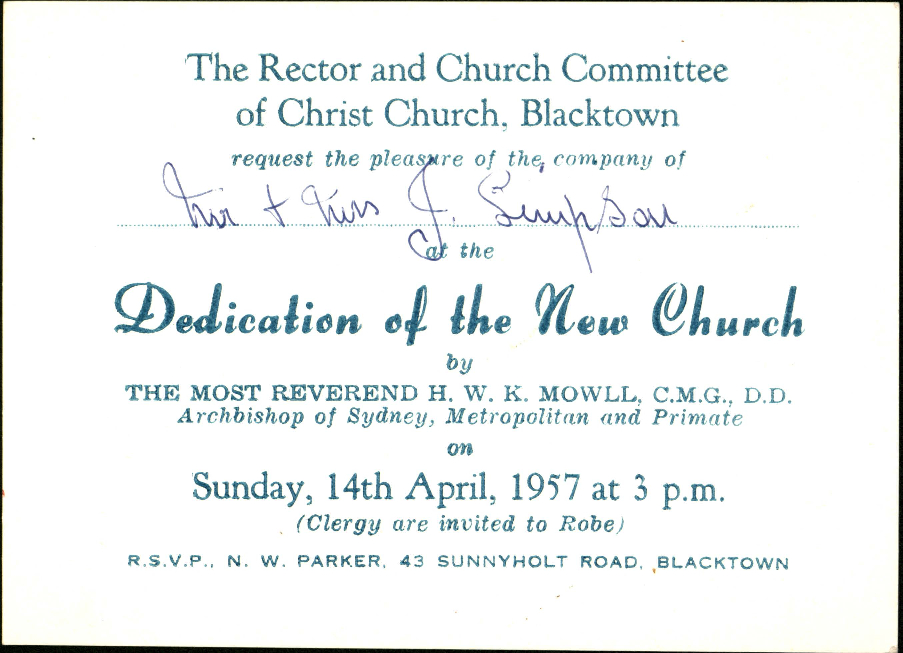 The Rector and Church Committee
of Christ Church, Blacktown
request the pleasure of the company of
Mr + Mrs J. Simpson
at the
Dedication of the New Church
by
THE MOST REVEREND H. W. K. MOWLL, C.M.G., D.D.
Archbishop of Sydney, Metropolitan and Primate
on
Sunday, 14th April, 1957 at 3 p.m.
(Clergy are invited to Robe)
R.S.V.P., N. W. PARKER, 43 SUNNYHOLT ROAD, BLACKTOWN